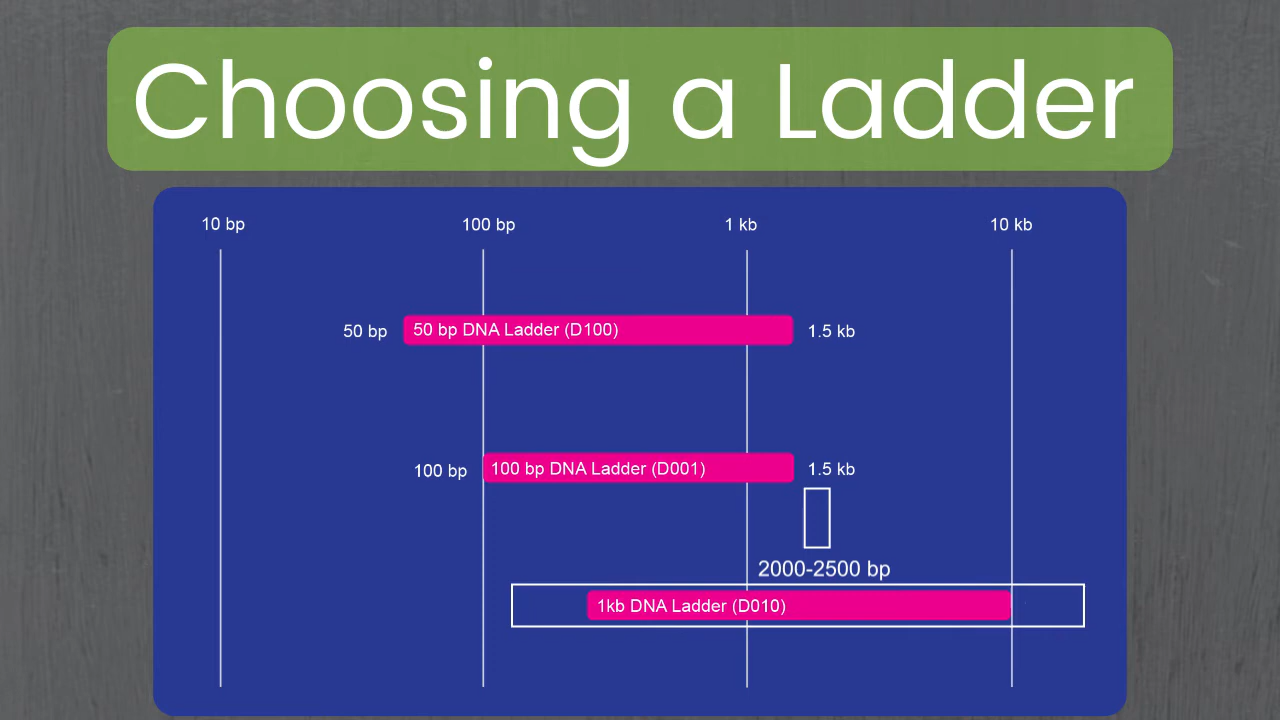 Choosing a Ladder
10 bp 100 bp 1 kb 10 kb
50 bp 50 bp DNA Ladder (D100) 1.5 kb
100 bp 100 bp DNA Ladder (D001) 1.5 kb
2000-2500 bp
1kb DNA Ladder (D010)